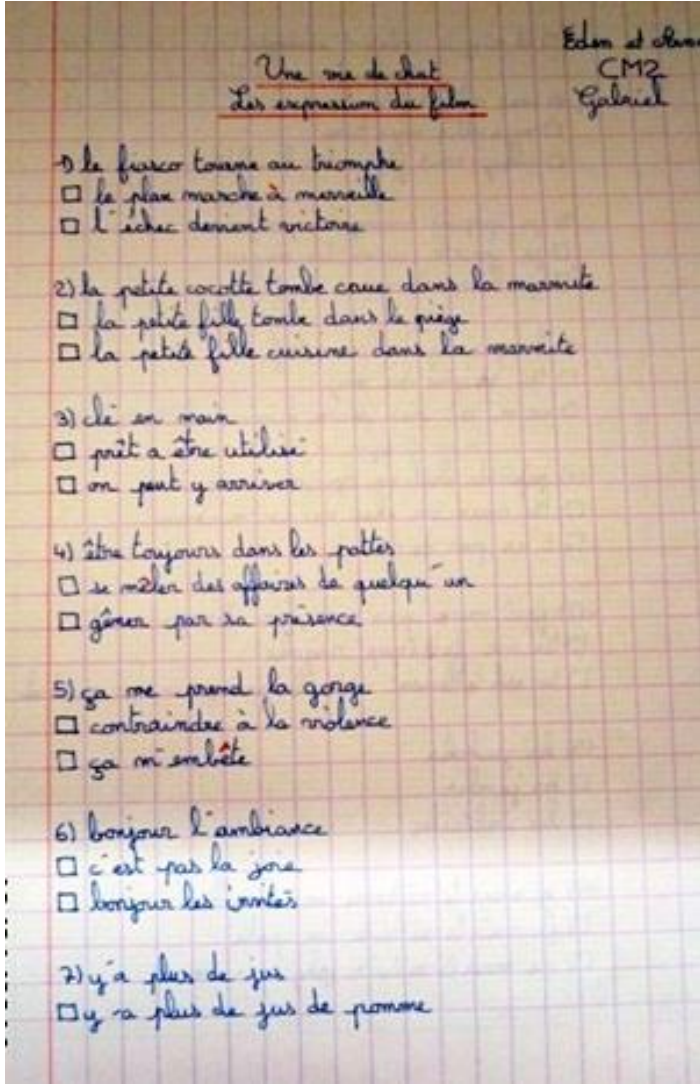 Eden et
Une vie de chat
CM2
Les expression du film
Gabriel
1) le fiasco tourne au triomphe
□ le plan marche à merveille
□ l'échec devient victoire
2) la petite cocotte tombe crue dans la marmite
□ la petite fille tombe dans le piège
□ la petite fille cuisine dans la marmite
3) clé en main
□ prêt a être utilisé
□ on peut y arriver
4) être toujours dans les pattes
□ se mêler des affaires de quelqu'un
□ gêner par sa présence
5) ça me prend la gorge
□ contraindre à la violence
□ ça m'embête
6) bonjour l'ambiance
□ c'est pas la joie
□ bonjour les invités
7) y'a plus de jus
□ y a plus de jus de pomme